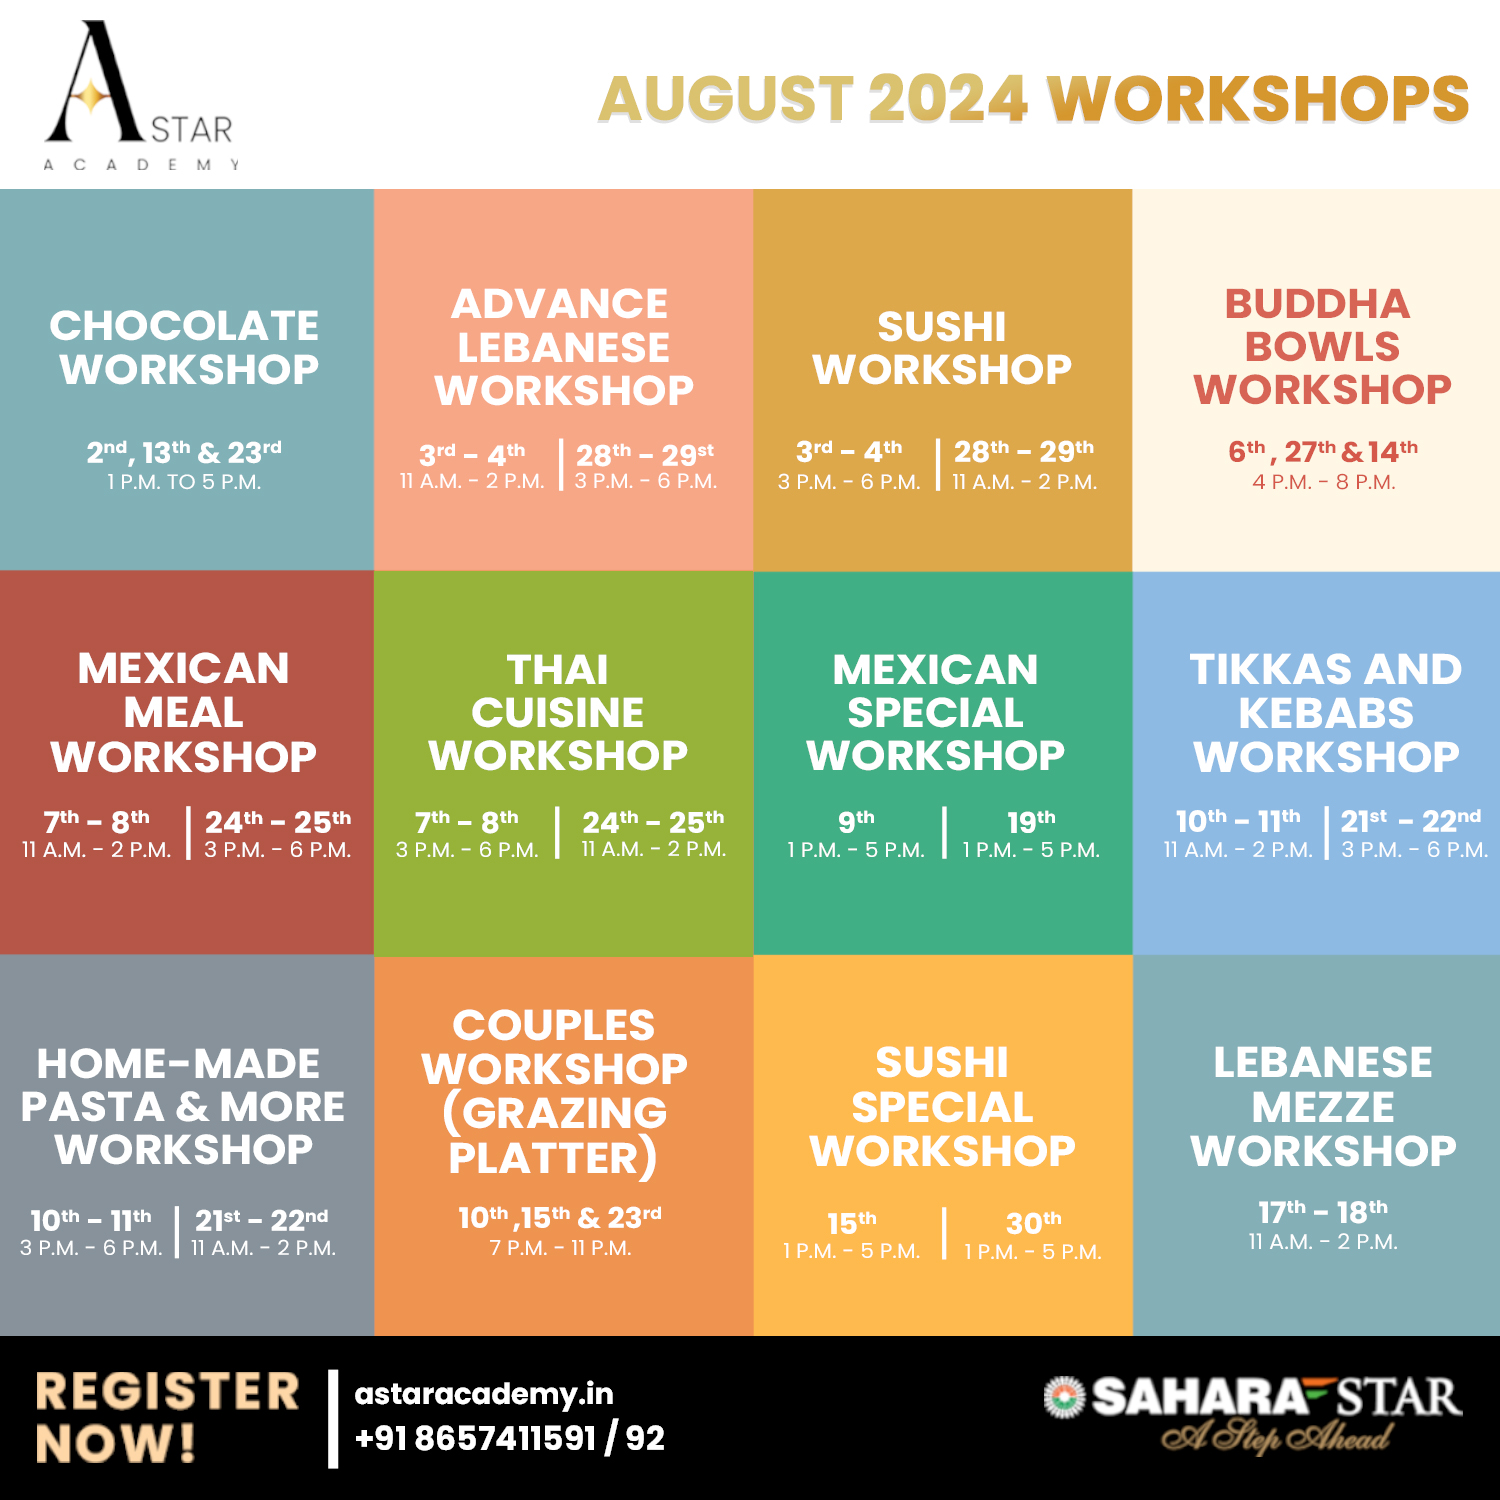 A STAR
ACADEMY
AUGUST 2024 WORKSHOPS
CHOCOLATE
WORKSHOP
2nd, 13th & 23rd
1 P.M. TO 5 P.M.
ADVANCE
LEBANESE
WORKSHOP
3rd - 4th | 28th - 29st
11 A.M. - 2 P.M. | 3 P.M. - 6 P.M.
SUSHI
WORKSHOP
3rd - 4th | 28th - 29th
3 P.M. - 6 P.M. | 11 A.M. - 2 P.M.
BUDDHA
BOWLS
WORKSHOP
6th, 27th & 14th
4 P.M. - 8 P.M.
MEXICAN
MEAL
WORKSHOP
7th - 8th | 24th - 25th
11 A.M. - 2 P.M. | 3 P.M. - 6 P.M.
THAI
CUISINE
WORKSHOP
7th - 8th | 24th - 25th
3 P.M. - 6 P.M. | 11 A.M. - 2 P.M.
MEXICAN
SPECIAL
WORKSHOP
9th | 19th
1 P.M. - 5 P.M. | 1 P.M. - 5 P.M.
TIKKAS AND
KEBABS
WORKSHOP
10th - 11th | 21st - 22nd
11 A.M. - 2 P.M. | 3 P.M. - 6 P.M.
HOME-MADE
PASTA & MORE
WORKSHOP
10th - 11th | 21st - 22nd
3 P.M. - 6 P.M. | 11 A.M. - 2 P.M.
COUPLES
WORKSHOP
(GRAZING
PLATTER)
10th ,15th & 23rd
7 P.M. - 11 P.M.
SUSHI
SPECIAL
WORKSHOP
15th | 30th
1 P.M. - 5 P.M. | 1 P.M. - 5 P.M.
LEBANESE
MEZZE
WORKSHOP
17th - 18th
11 A.M. - 2 P.M.
REGISTER
NOW!
astaracademy.in
+91 8657411591 / 92
SAHARA STAR
A Step Ahead